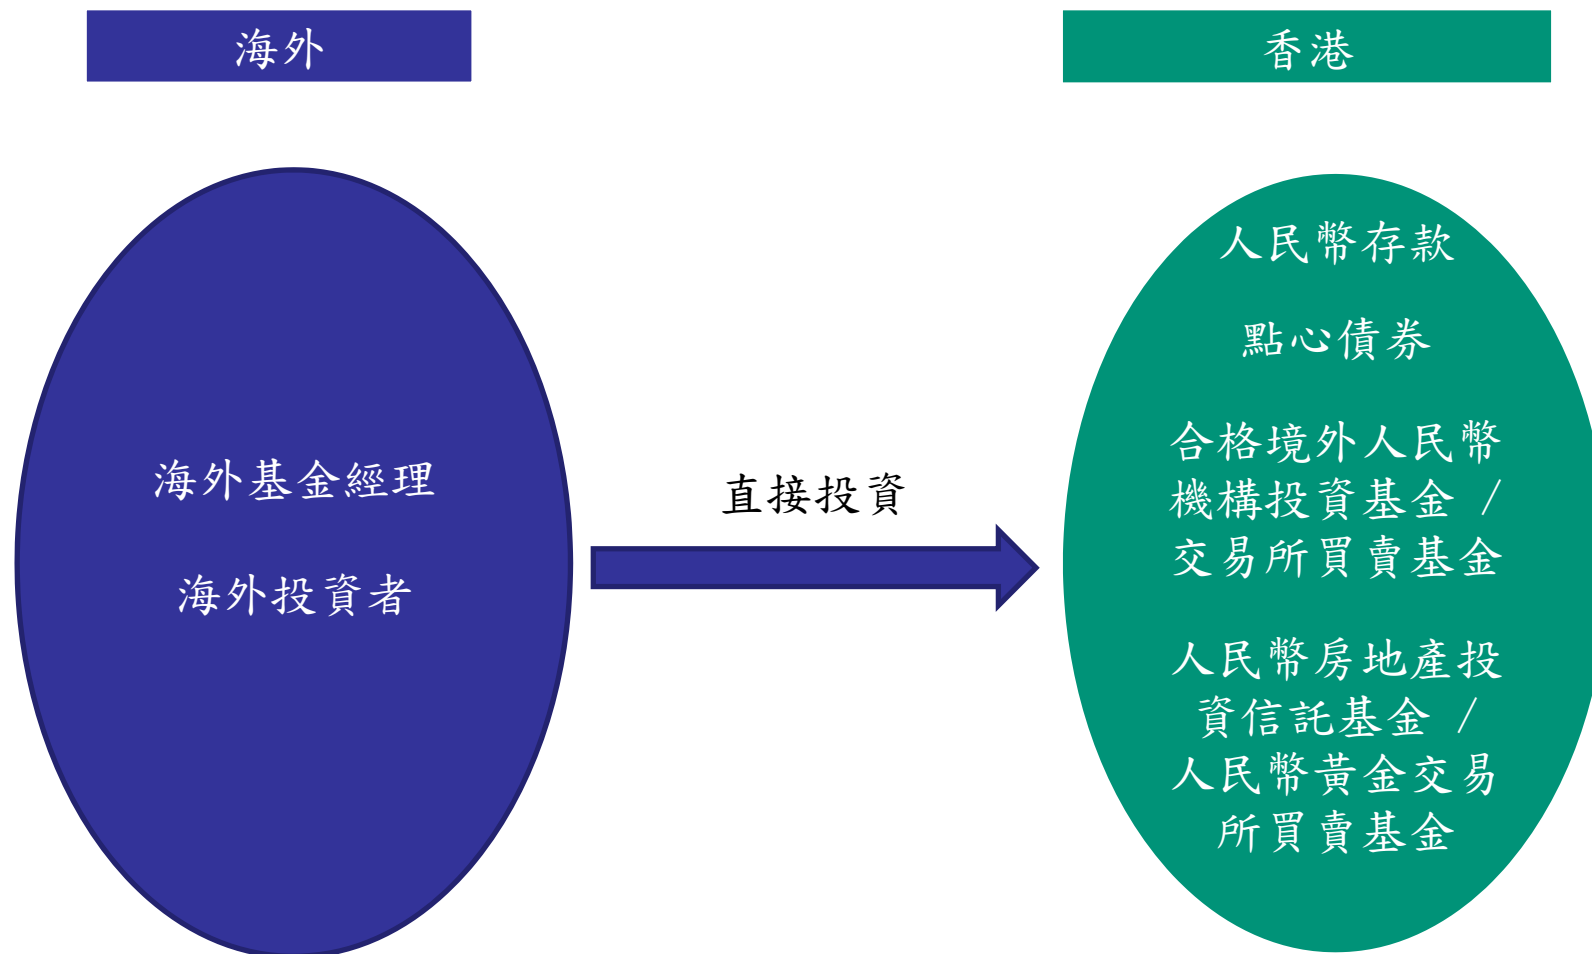 海外
香港
海外基金經理
海外投資者
直接投資
人民幣存款
點心債券
合格境外人民幣
機構投資基金 /
交易所買賣基金
人民幣房地產投
資信託基金 /
人民幣黃金交易
所買賣基金